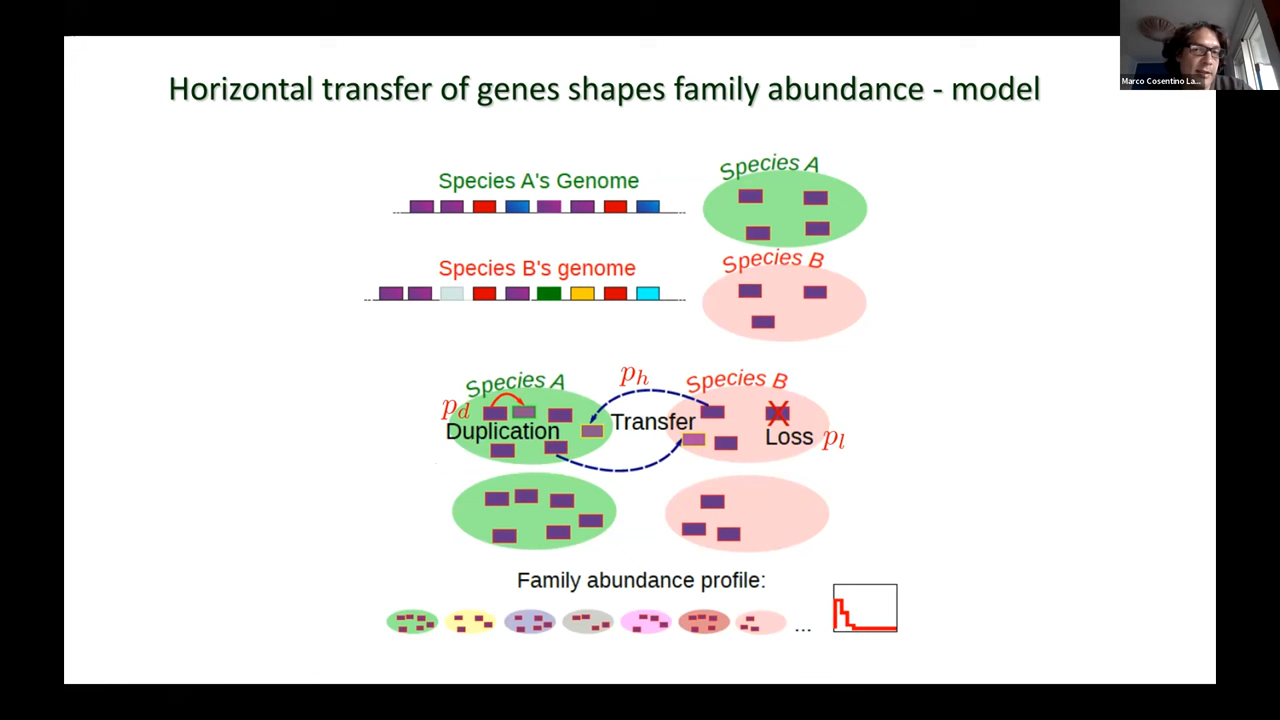 Marco Cosentino La...
Horizontal transfer of genes shapes family abundance - model
Species A's Genome
Species A
Species B's genome
Species B
Species A
p_h
Species B
p_d
Transfer
Duplication
Loss p_l
Family abundance profile:
...